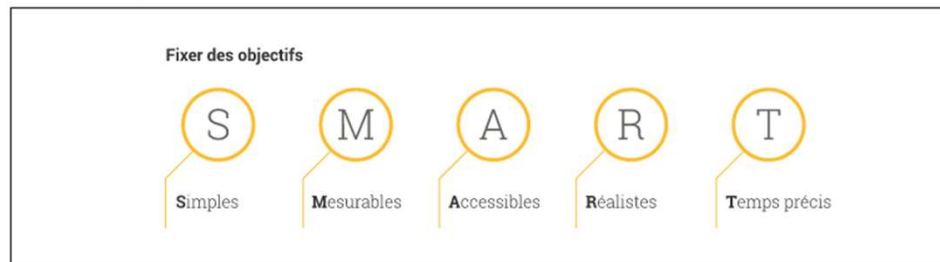 Fixer des objectifs
S M A R T
Simples Mesurables Accessibles Réalistes Temps précis